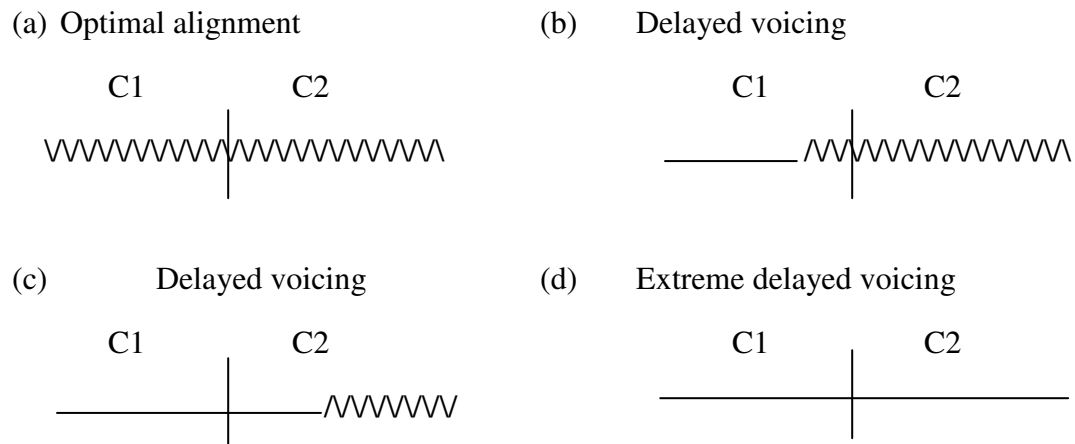 (a) Optimal alignment
(b) Delayed voicing
C1 C2
C1 C2
(c) Delayed voicing
(d) Extreme delayed voicing
C1 C2
C1 C2